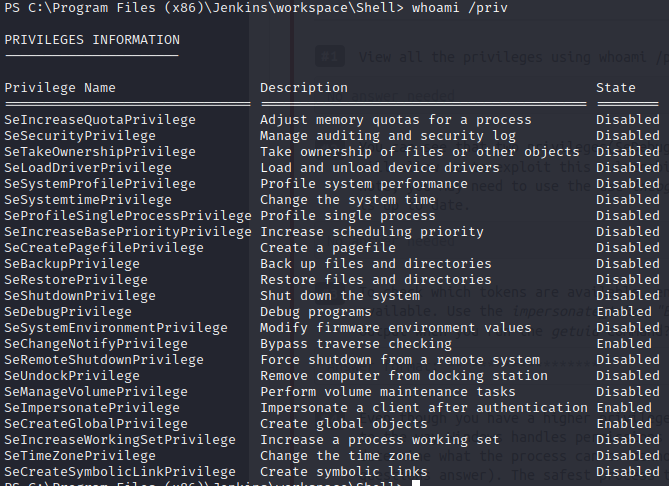 PS C:\Program Files (x86)\Jenkins\workspace\Shell> whoami /priv
#1 View all the privileges using whoami /p
PRIVILEGES INFORMATION
----------------------
Privilege Name Description State
=============================== ========================================= ========
SeIncreaseQuotaPrivilege Adjust memory quotas for a process Disabled
SeSecurityPrivilege Manage auditing and security log Disabled
SeTakeOwnershipPrivilege Take ownership of files or other objects Disabled
SeLoadDriverPrivilege Load and unload device drivers Disabled
SeSystemProfilePrivilege Profile system performance Disabled
SeSystemtimePrivilege Change the system time Disabled
SeProfileSingleProcessPrivilege Profile single process Disabled
SeIncreaseBasePriorityPrivilege Increase scheduling priority Disabled
SeCreatePagefilePrivilege Create a pagefile Disabled
SeBackupPrivilege Back up files and directories Disabled
SeRestorePrivilege Restore files and directories Disabled
SeShutdownPrivilege Shut down the system Disabled
SeDebugPrivilege Debug programs Enabled
SeSystemEnvironmentPrivilege Modify firmware environment values Disabled
SeChangeNotifyPrivilege Bypass traverse checking Enabled
SeRemoteShutdownPrivilege Force shutdown from a remote system Disabled
SeUndockPrivilege Remove computer from docking station Disabled
SeManageVolumePrivilege Perform volume maintenance tasks Disabled
SeImpersonatePrivilege Impersonate a client after authentication Enabled
SeCreateGlobalPrivilege Create global objects Enabled
SeIncreaseWorkingSetPrivilege Increase a process working set Disabled
SeTimeZonePrivilege Change the time zone Disabled
SeCreateSymbolicLinkPrivilege Create symbolic links Disabled
PS C:\Program Files (x86)\Jenkins\workspace\Shell>